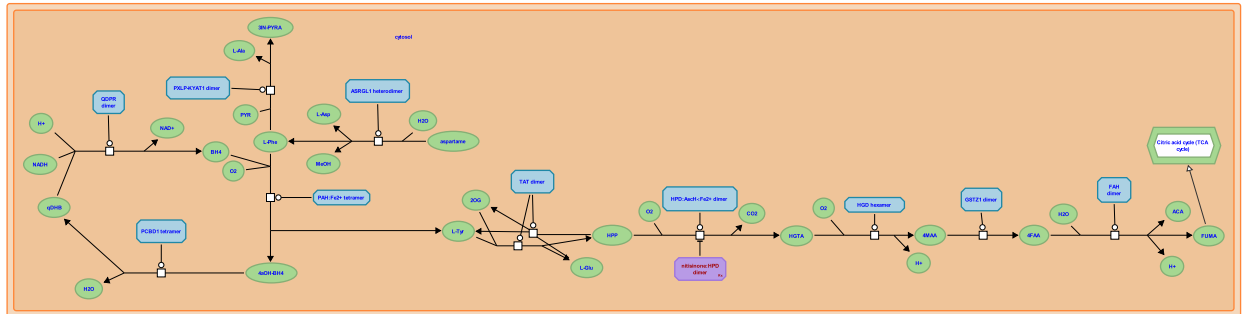 3IN-PYRA
cytosol
L-Ala
PXLP-KYAT1 dimer
ASRGL1 heterodimer
QDPR
dimer
PYR
L-Asp
H2O
H+
NAD+
L-Phe
aspartame
Citric acid cycle (TCA
cycle)
NADH
BH4
O2
MeOH
TAT dimer
FAH
dimer
PAH:Fe2+ tetramer
2OG
HPD:AscH-:Fe2+ dimer
HGD hexamer
GSTZ1 dimer
qDHB
O2
CO2
O2
H2O
ACA
PCBD1 tetramer
L-Tyr
HPP
HGTA
4MAA
4FAA
FUMA
4aOH-BH4
L-Glu
nitisinone:HPD
dimer
H+
H+
H2O